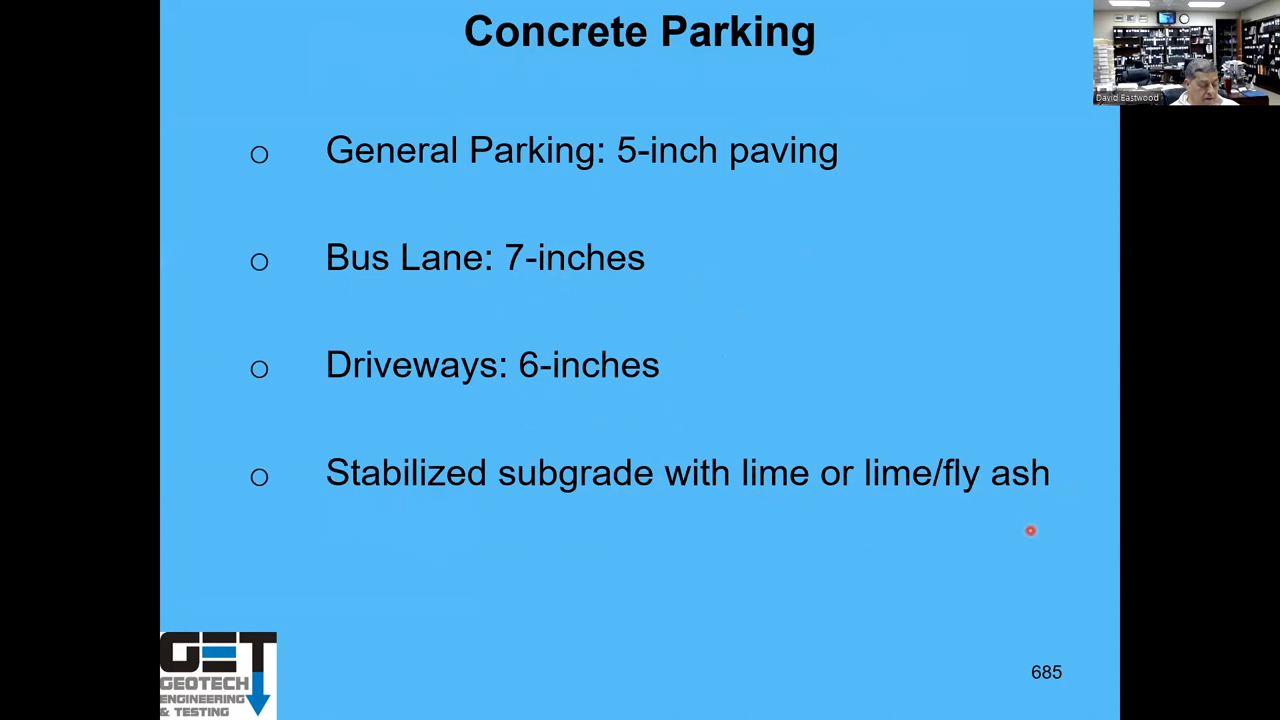 Concrete Parking
David Eastwood
o General Parking: 5-inch paving
o Bus Lane: 7-inches
o Driveways: 6-inches
o Stabilized subgrade with lime or lime/fly ash
GET
GEOTECH
ENGINEERING
& TESTING
685